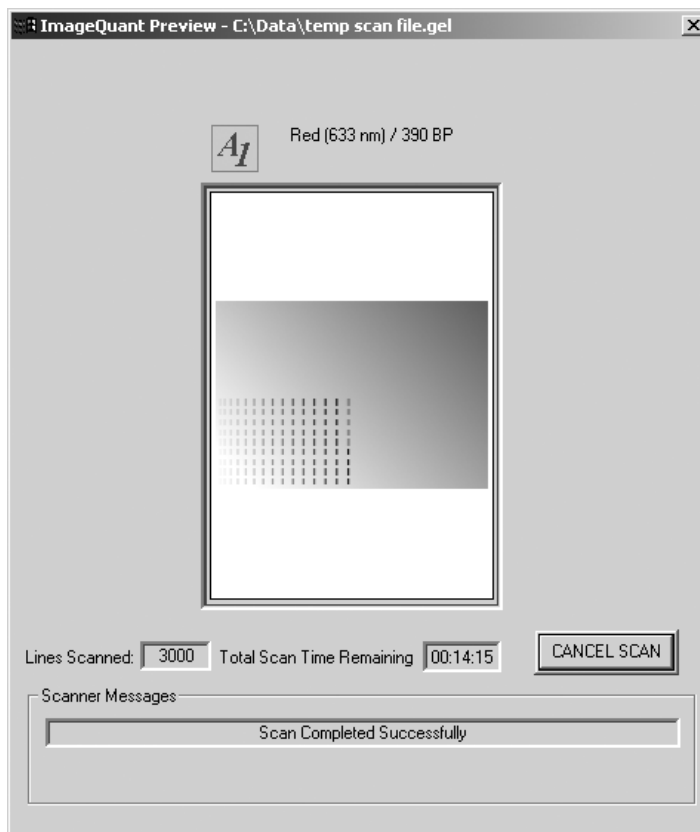 ImageQuant Preview - C:\Data\temp scan file.gel
A1
Red (633 nm) / 390 BP
Lines Scanned: 3000 Total Scan Time Remaining 00:14:15 CANCEL SCAN
Scanner Messages
Scan Completed Successfully